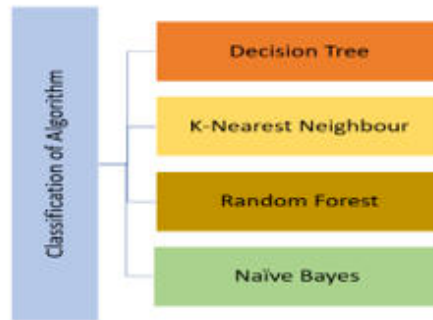 Classification of Algorithm
Decision Tree
K-Nearest Neighbour
Random Forest
Naïve Bayes